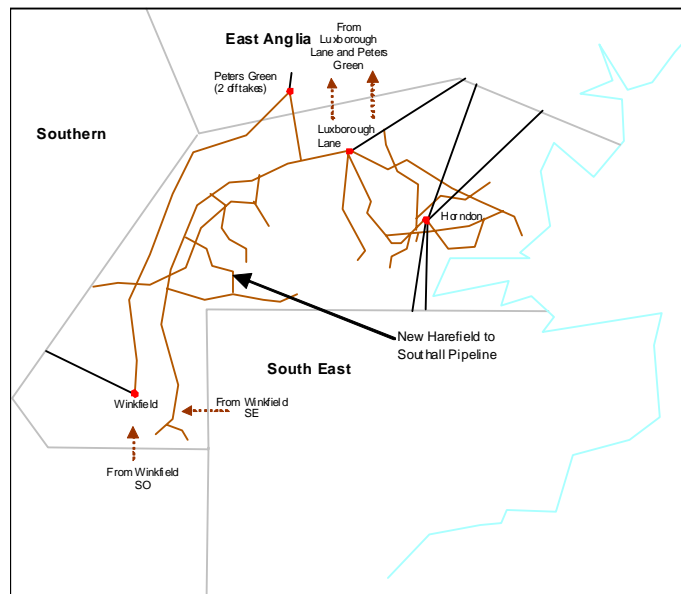 From
Luxborough
Lane and Peters
Green
East Anglia
Peters Green
(2 offtakes)
Southern
Luxborough
Lane
Horndon
New Harefield to
Southall Pipeline
South East
Winkfield
From Winkfield
SE
From Winkfield
SO